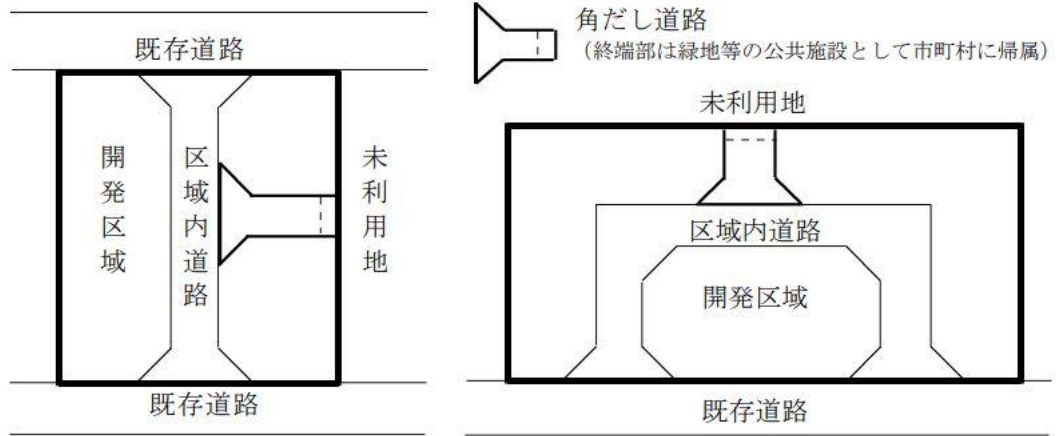 既存道路
開発区域
区域内道路
未利用地
既存道路
角だし道路
（終端部は緑地等の公共施設として市町村に帰属）
未利用地
区域内道路
開発区域
既存道路